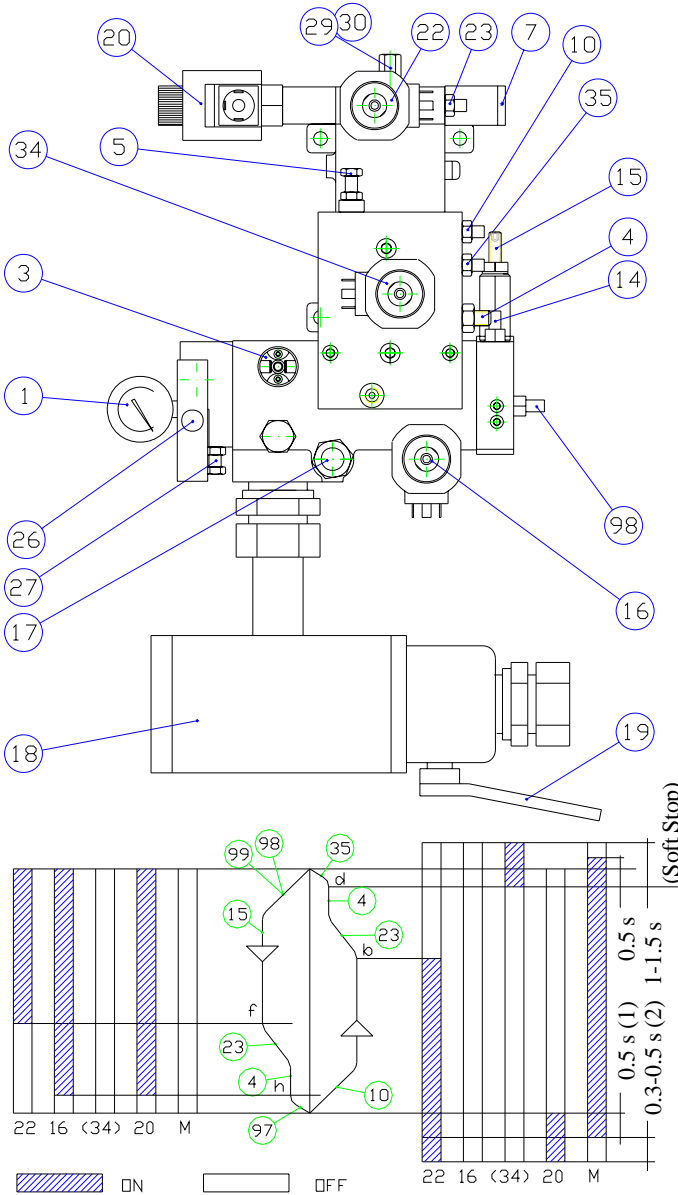 30
20 29 22 23 7 10
35
5
34
15
4
3
14
1
98
26
27
17 16
18 19
(Soft Stop)
98
99 35
d
4
15
23
b
0.5 s
1-1.5 s
f
23
0.5 s (1)
0.3-0.5 s (2)
4 h
10
97
22 16 (34) 20 M
22 16 (34) 20 M
ON OFF